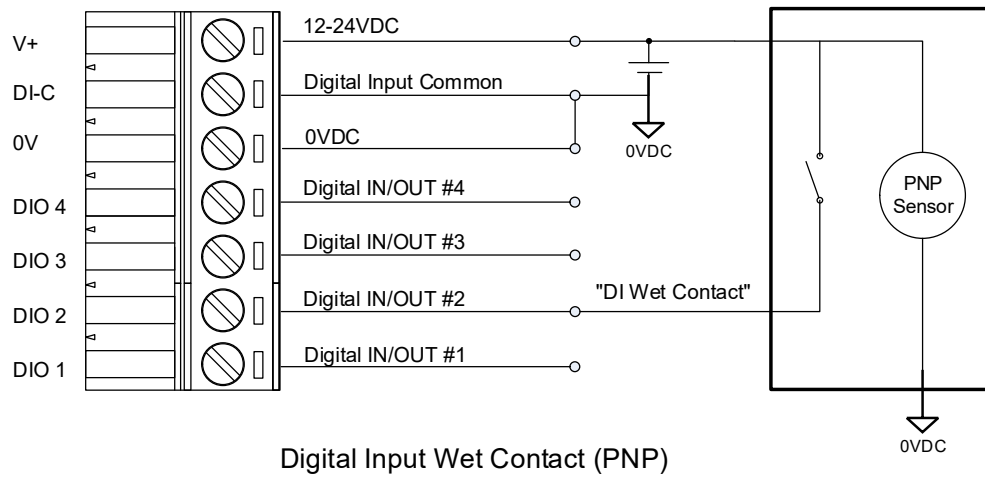 V+
12-24VDC
DI-C
Digital Input Common
0V
0VDC
0VDC
DIO 4
Digital IN/OUT #4
PNP
Sensor
DIO 3
Digital IN/OUT #3
DIO 2
Digital IN/OUT #2
"DI Wet Contact"
DIO 1
Digital IN/OUT #1
0VDC
Digital Input Wet Contact (PNP)